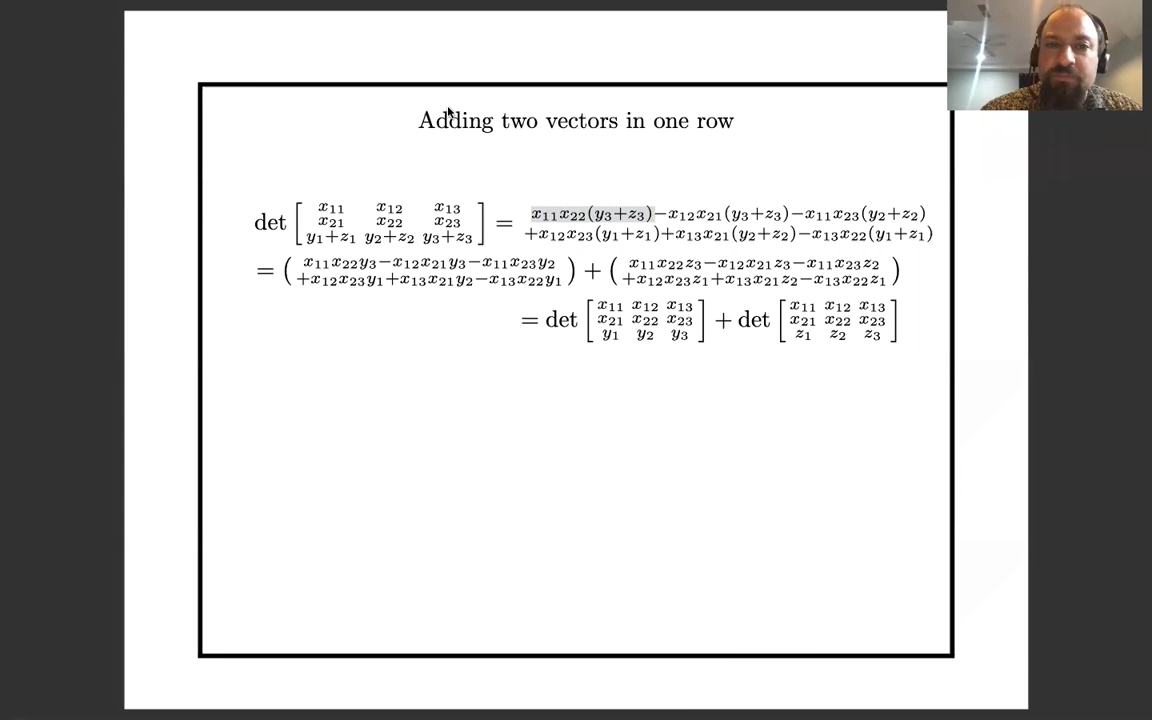 Adding two vectors in one row
det [ x₁₁ x₁₂ x₁₃
x₂₁ x₂₂ x₂₃
y₁+z₁ y₂+z₂ y₃+z₃ ] = x₁₁x₂₂(y₃+z₃)−x₁₂x₂₁(y₃+z₃)−x₁₁x₂₃(y₂+z₂)
+x₁₂x₂₃(y₁+z₁)+x₁₃x₂₁(y₂+z₂)−x₁₃x₂₂(y₁+z₁)
= ( x₁₁x₂₂y₃−x₁₂x₂₁y₃−x₁₁x₂₃y₂
+x₁₂x₂₃y₁+x₁₃x₂₁y₂−x₁₃x₂₂y₁ ) + ( x₁₁x₂₂z₃−x₁₂x₂₁z₃−x₁₁x₂₃z₂
+x₁₂x₂₃z₁+x₁₃x₂₁z₂−x₁₃x₂₂z₁ )
= det [ x₁₁ x₁₂ x₁₃
x₂₁ x₂₂ x₂₃
y₁ y₂ y₃ ] + det [ x₁₁ x₁₂ x₁₃
x₂₁ x₂₂ x₂₃
z₁ z₂ z₃ ]